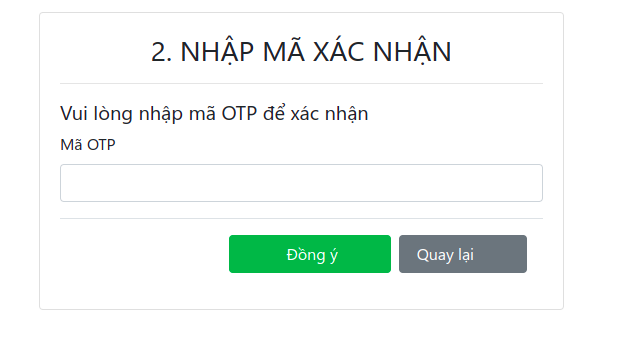 2. NHẬP MÃ XÁC NHẬN
Vui lòng nhập mã OTP để xác nhận
Mã OTP
Đồng ý Quay lại